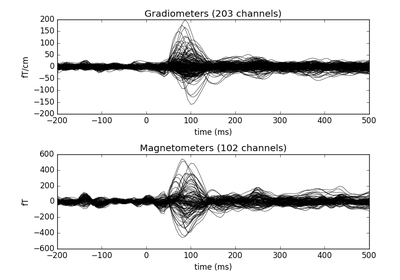 Gradiometers (203 channels)
200
150
100
50
0
−50
−100
−150
−200
fT/cm
−200 −100 0 100 200 300 400 500
time (ms)
Magnetometers (102 channels)
600
400
200
0
−200
−400
−600
fT
−200 −100 0 100 200 300 400 500
time (ms)